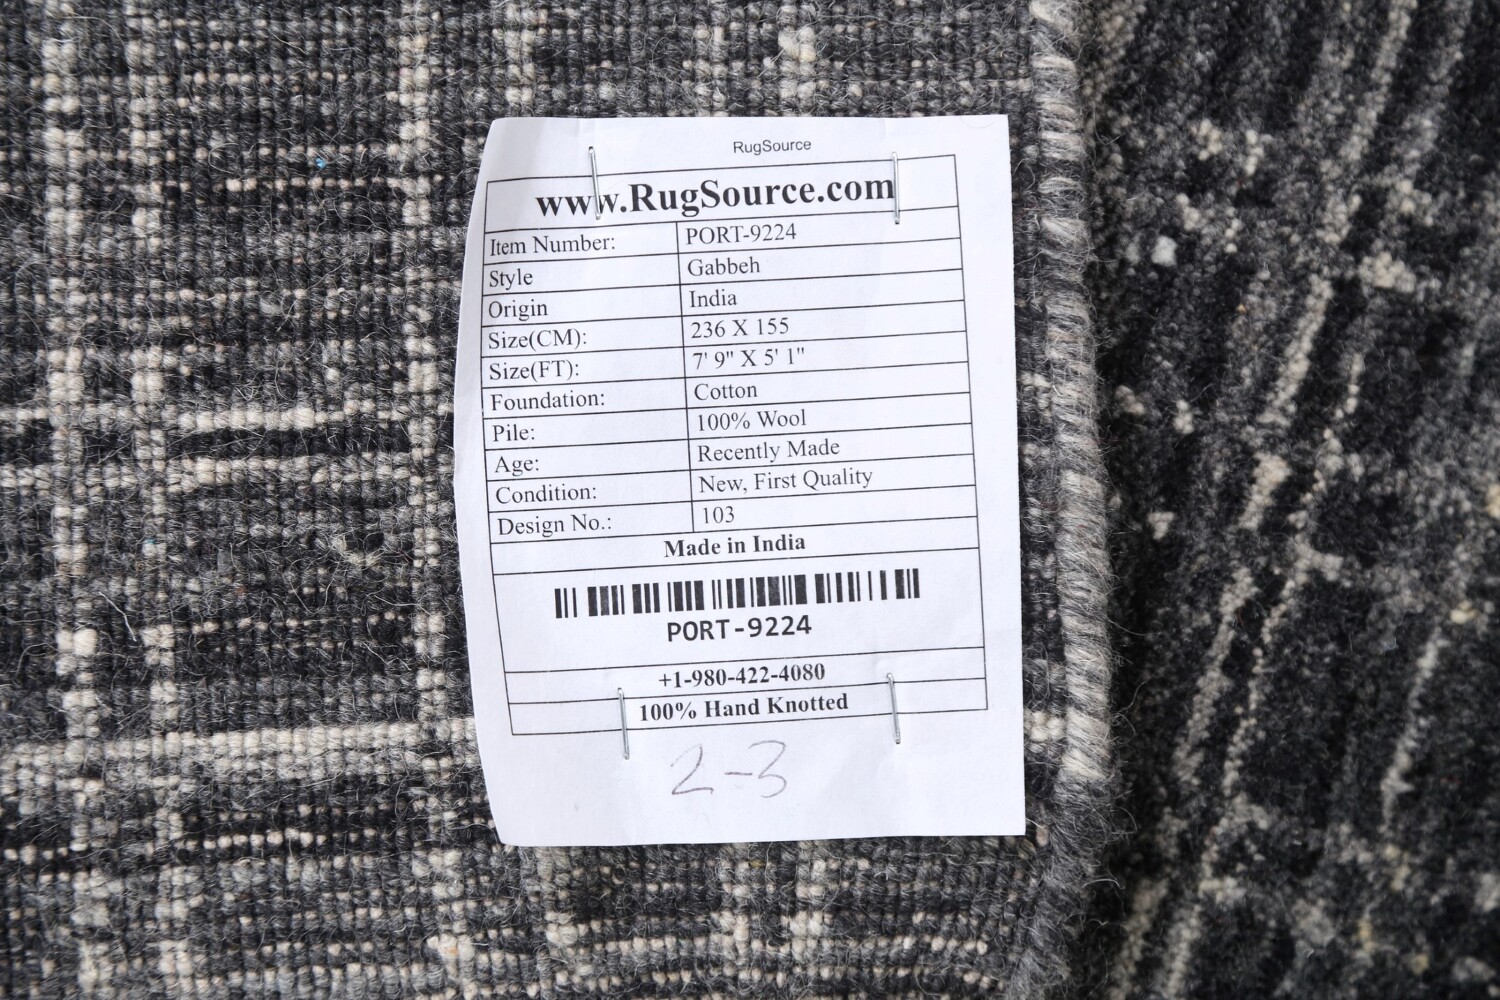 RugSource
www.RugSource.com
Item Number: PORT-9224
Style Gabbeh
Origin India
Size(CM): 236 X 155
Size(FT): 7' 9" X 5' 1"
Foundation: Cotton
Pile: 100% Wool
Age: Recently Made
Condition: New, First Quality
Design No.: 103
Made in India
PORT-9224
+1-980-422-4080
100% Hand Knotted
2-3